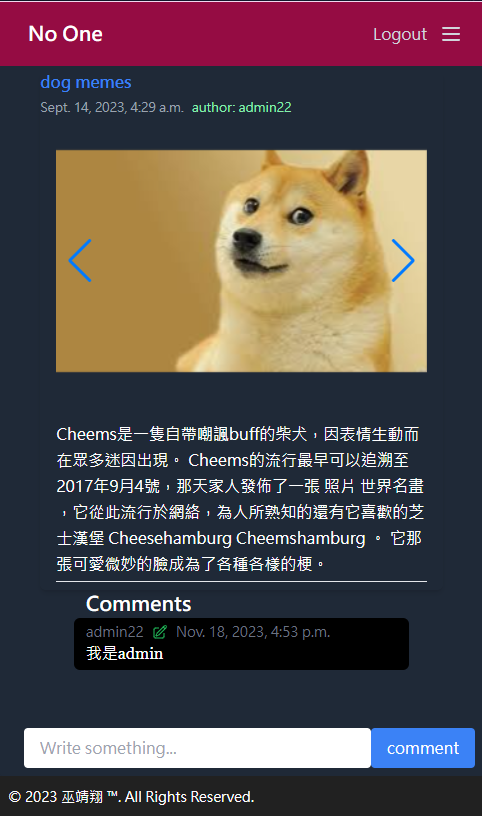 No One
Logout
dog memes
Sept. 14, 2023, 4:29 a.m. author: admin22
Cheems是一隻自帶嘲諷buff的柴犬，因表情生動而
在眾多迷因出現。 Cheems的流行最早可以追溯至
2017年9月4號，那天家人發佈了一張 照片 世界名畫
，它從此流行於網絡，為人所熟知的還有它喜歡的芝
士漢堡 Cheesehamburg Cheemshamburg 。 它那
張可愛微妙的臉成為了各種各樣的梗。
Comments
admin22 Nov. 18, 2023, 4:53 p.m.
我是admin
Write something...
comment
© 2023 巫靖翔 ™. All Rights Reserved.